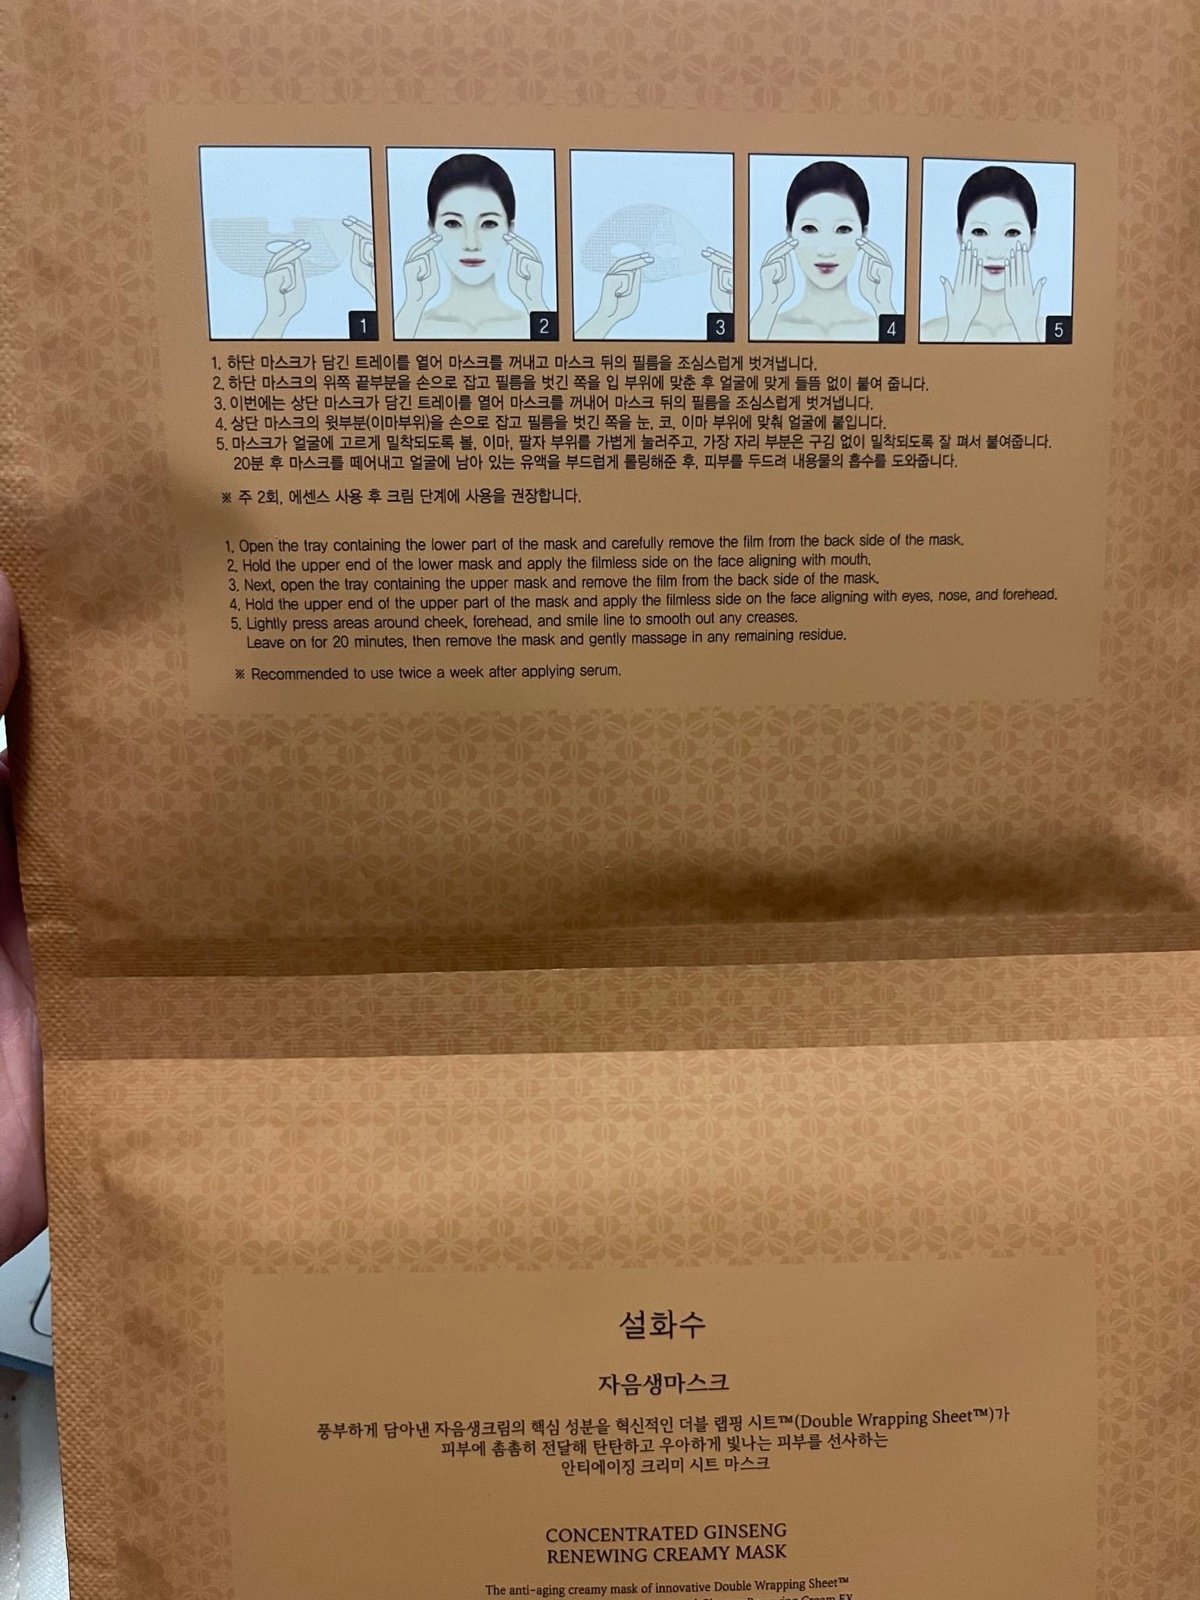 1
2
3
4
5
1. 하단 마스크가 담긴 트레이를 열어 마스크를 꺼내고 마스크 뒤의 필름을 조심스럽게 벗겨냅니다.
2. 하단 마스크의 위쪽 끝부분을 손으로 잡고 필름을 벗긴 쪽을 입 부위에 맞춘 후 얼굴에 맞게 들뜸 없이 붙여 줍니다.
3. 이번에는 상단 마스크가 담긴 트레이를 열어 마스크를 꺼내어 마스크 뒤의 필름을 조심스럽게 벗겨냅니다.
4. 상단 마스크의 윗부분(이마부위)을 손으로 잡고 필름을 벗긴 쪽을 눈, 코, 이마 부위에 맞춰 얼굴에 붙입니다.
5. 마스크가 얼굴에 고르게 밀착되도록 볼, 이마, 팔자 부위를 가볍게 눌러주고, 가장 자리 부분은 구김 없이 밀착되도록 잘 펴서 붙여줍니다.
20분 후 마스크를 떼어내고 얼굴에 남아 있는 유액을 부드럽게 롤링해준 후, 피부를 두드려 내용물의 흡수를 도와줍니다.
※ 주 2회, 에센스 사용 후 크림 단계에 사용을 권장합니다.
1. Open the tray containing the lower part of the mask and carefully remove the film from the back side of the mask.
2. Hold the upper end of the lower mask and apply the filmless side on the face aligning with mouth.
3. Next, open the tray containing the upper mask and remove the film from the back side of the mask.
4. Hold the upper end of the upper part of the mask and apply the filmless side on the face aligning with eyes, nose, and forehead.
5. Lightly press areas around cheek, forehead, and smile line to smooth out any creases.
Leave on for 20 minutes, then remove the mask and gently massage in any remaining residue.
※ Recommended to use twice a week after applying serum.
설화수
자음생마스크
풍부하게 담아낸 자음생크림의 핵심 성분을 혁신적인 더블 랩핑 시트™(Double Wrapping Sheet™)가
피부에 촘촘히 전달해 탄탄하고 우아하게 빛나는 피부를 선사하는
안티에이징 크리미 시트 마스크
CONCENTRATED GINSENG
RENEWING CREAMY MASK
The anti-aging creamy mask of innovative Double Wrapping Sheet™